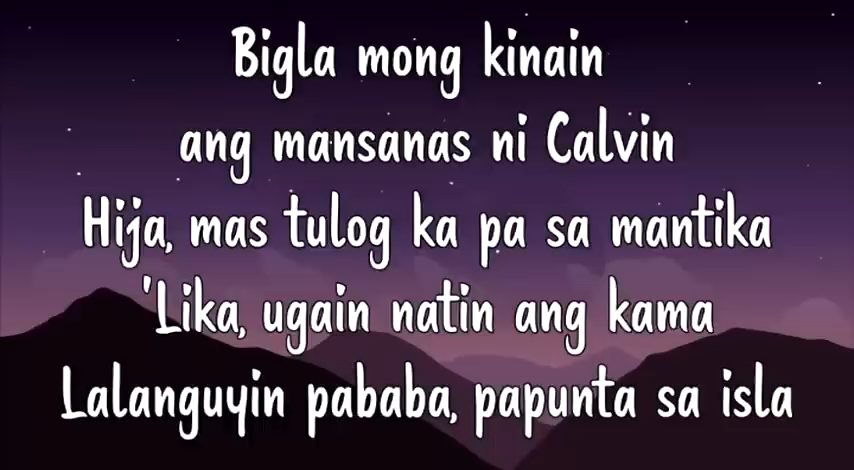 Bigla mong kinain
ang mansanas ni Calvin
Hija, mas tulog ka pa sa mantika
'Lika, ugain natin ang kama
Lalanguyin pababa, papunta sa isla